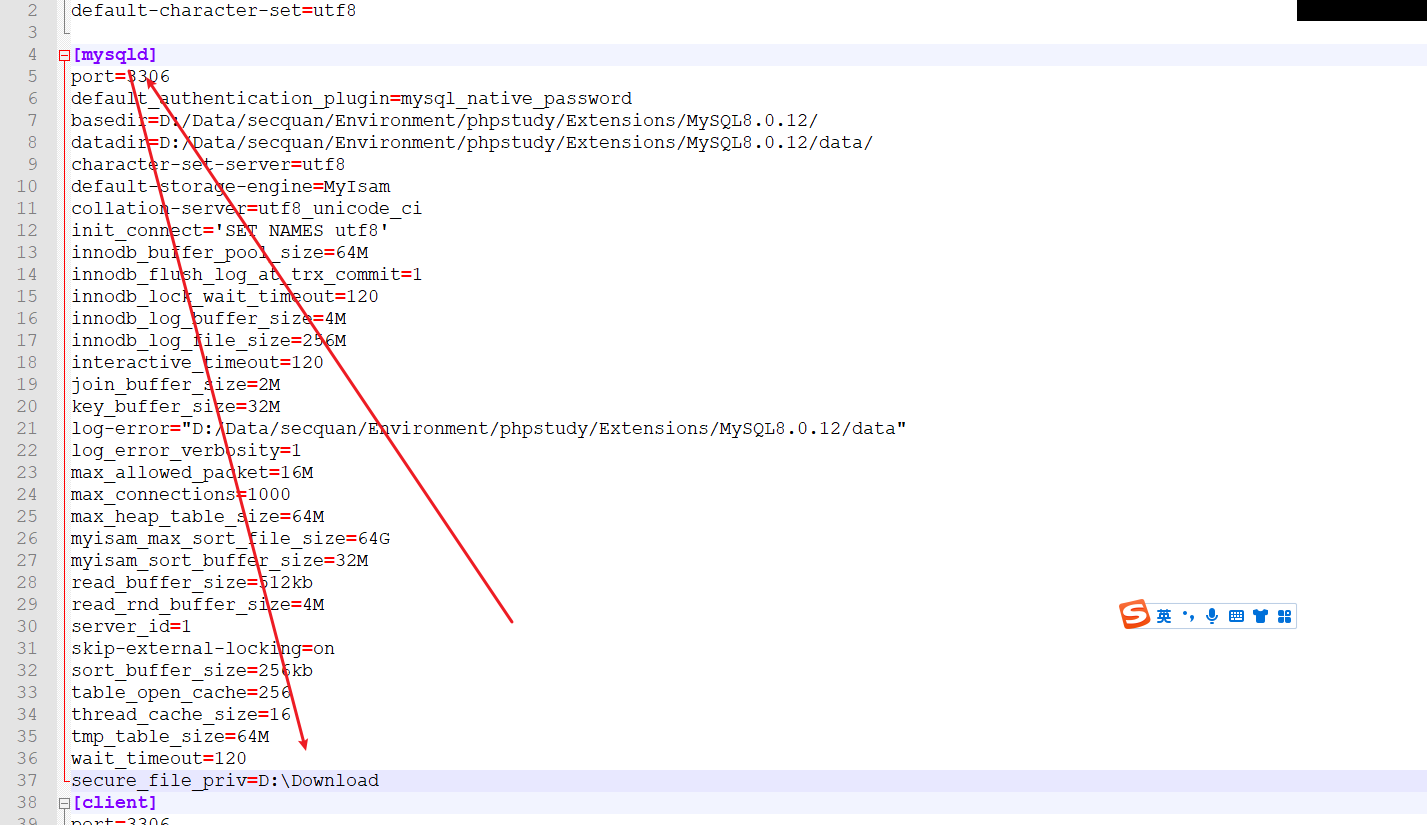 2 default-character-set=utf8
3
4 [mysqld]
5 port=3306
6 default_authentication_plugin=mysql_native_password
7 basedir=D:/Data/secquan/Environment/phpstudy/Extensions/MySQL8.0.12/
8 datadir=D:/Data/secquan/Environment/phpstudy/Extensions/MySQL8.0.12/data/
9 character-set-server=utf8
10 default-storage-engine=MyIsam
11 collation-server=utf8_unicode_ci
12 init_connect='SET NAMES utf8'
13 innodb_buffer_pool_size=64M
14 innodb_flush_log_at_trx_commit=1
15 innodb_lock_wait_timeout=120
16 innodb_log_buffer_size=4M
17 innodb_log_file_size=256M
18 interactive_timeout=120
19 join_buffer_size=2M
20 key_buffer_size=32M
21 log-error="D:/Data/secquan/Environment/phpstudy/Extensions/MySQL8.0.12/data"
22 log_error_verbosity=1
23 max_allowed_packet=16M
24 max_connections=1000
25 max_heap_table_size=64M
26 myisam_max_sort_file_size=64G
27 myisam_sort_buffer_size=32M
28 read_buffer_size=512kb
29 read_rnd_buffer_size=4M
英
30 server_id=1
31 skip-external-locking=on
32 sort_buffer_size=256kb
33 table_open_cache=256
34 thread_cache_size=16
35 tmp_table_size=64M
36 wait_timeout=120
37 secure_file_priv=D:\Download
38 [client]
39 port=3306